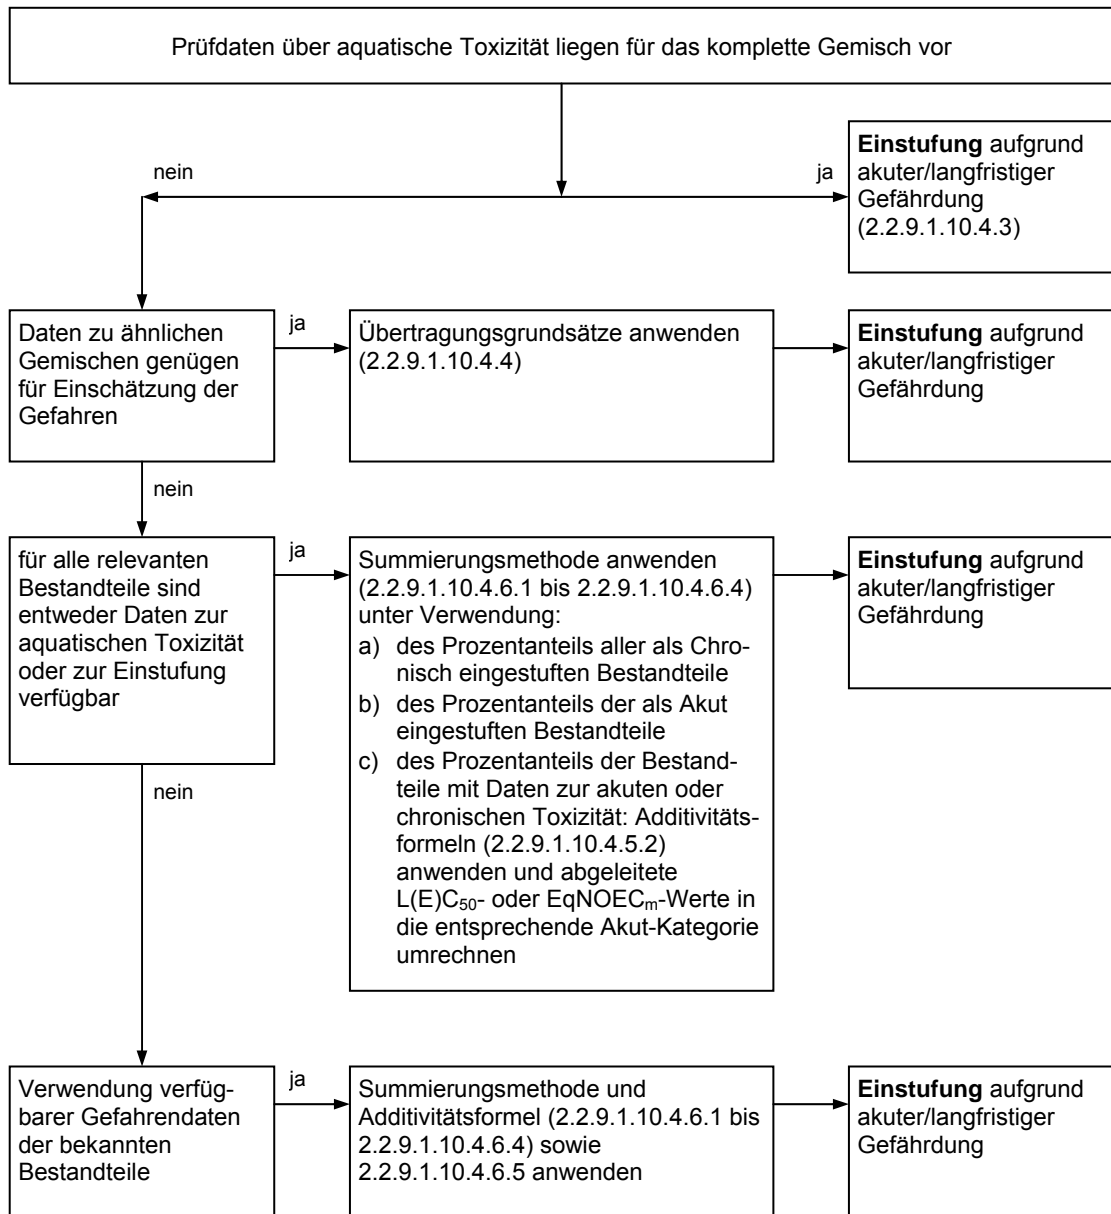 Prüfdaten über aquatische Toxizität liegen für das komplette Gemisch vor
nein
ja
Einstufung aufgrund
akuter/langfristiger
Gefährdung
(2.2.9.1.10.4.3)
Daten zu ähnlichen
Gemischen genügen
für Einschätzung der
Gefahren
ja
Übertragungsgrundsätze anwenden
(2.2.9.1.10.4.4)
Einstufung aufgrund
akuter/langfristiger
Gefährdung
nein
für alle relevanten
Bestandteile sind
entweder Daten zur
aquatischen Toxizität
oder zur Einstufung
verfügbar
ja
Summierungsmethode anwenden
(2.2.9.1.10.4.6.1 bis 2.2.9.1.10.4.6.4)
unter Verwendung:
a) des Prozentanteils aller als Chro-
nisch eingestuften Bestandteile
b) des Prozentanteils der als Akut
eingestuften Bestandteile
c) des Prozentanteils der Bestand-
teile mit Daten zur akuten oder
chronischen Toxizität: Additivitäts-
formeln (2.2.9.1.10.4.5.2)
anwenden und abgeleitete
L(E)C50- oder EqNOECm-Werte in
die entsprechende Akut-Kategorie
umrechnen
Einstufung aufgrund
akuter/langfristiger
Gefährdung
nein
Verwendung verfüg-
barer Gefahrendaten
der bekannten
Bestandteile
ja
Summierungsmethode und
Additivitätsformel (2.2.9.1.10.4.6.1 bis
2.2.9.1.10.4.6.4) sowie
2.2.9.1.10.4.6.5 anwenden
Einstufung aufgrund
akuter/langfristiger
Gefährdung